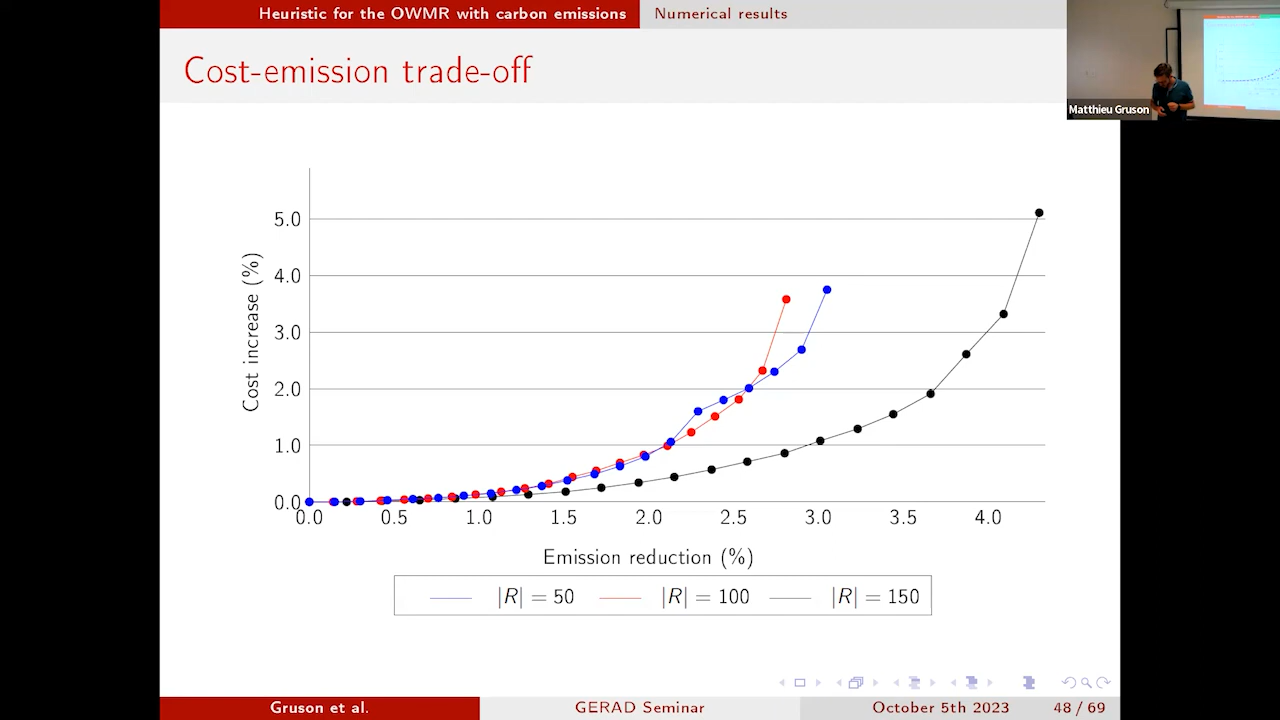 Heuristic for the OWMR with carbon emissions Numerical results
Cost-emission trade-off
Matthieu Gruson
Cost increase (%)
5.0
4.0
3.0
2.0
1.0
0.0
0.0 0.5 1.0 1.5 2.0 2.5 3.0 3.5 4.0
Emission reduction (%)
|R| = 50 |R| = 100 |R| = 150
Gruson et al. GERAD Seminar October 5th 2023 48 / 69